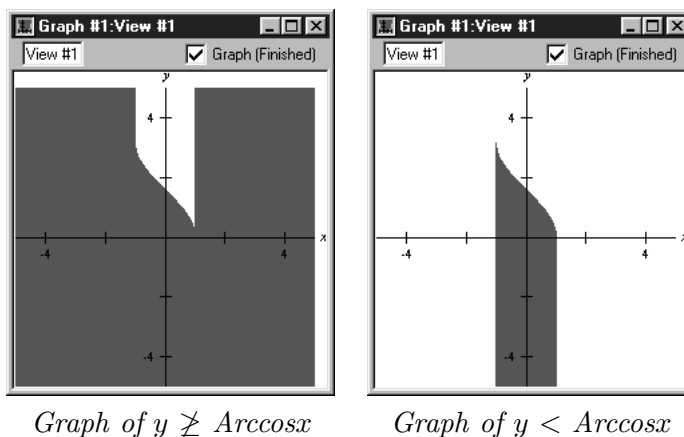 Graph #1:View #1
View #1 Graph (Finished)
y
4
-4 4 x
-4
Graph of y ≱ Arccosx
Graph #1:View #1
View #1 Graph (Finished)
y
4
-4 4 x
-4
Graph of y < Arccosx